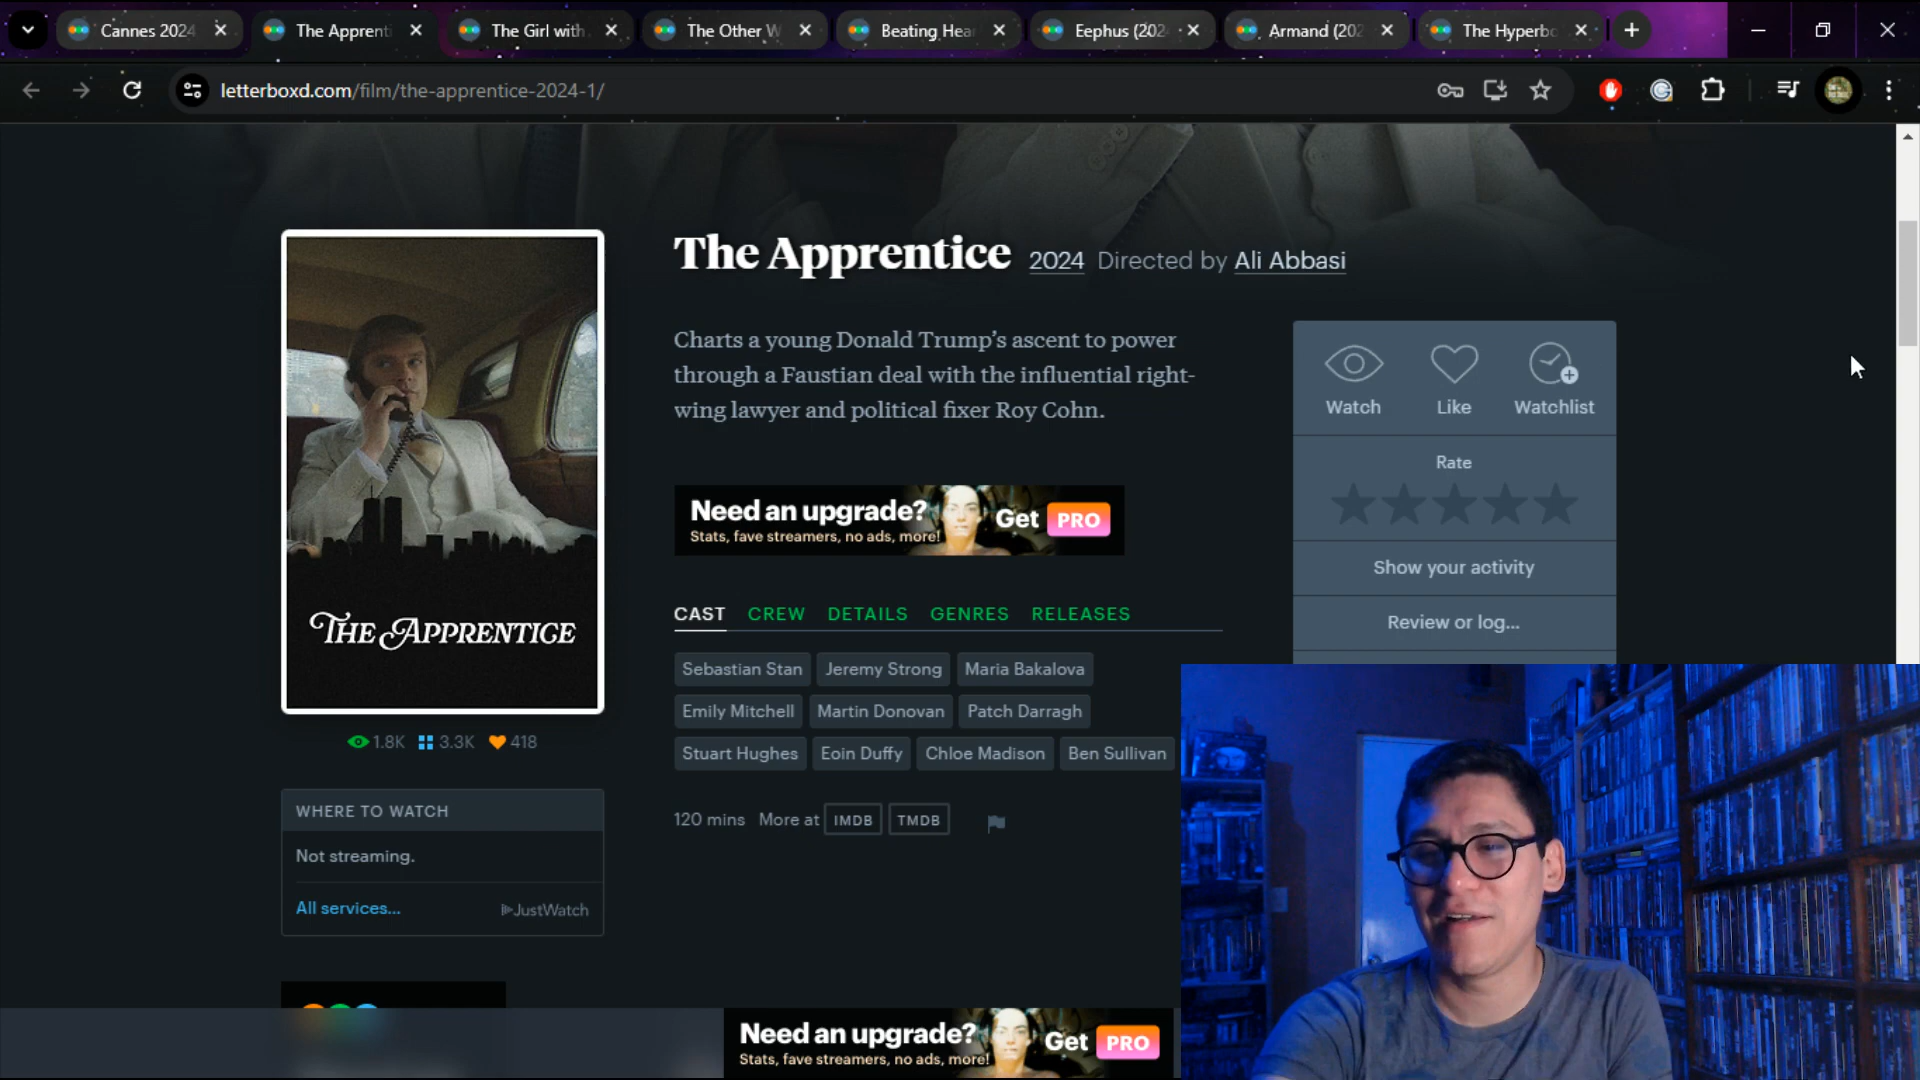 Cannes 2024
The Apprenti
The Girl with
The Other W
Beating Hea
Eephus (202
Armand (202
The Hyperbo
letterboxd.com/film/the-apprentice-2024-1/
The Apprentice 2024 Directed by Ali Abbasi
Charts a young Donald Trump’s ascent to power
through a Faustian deal with the influential right-
wing lawyer and political fixer Roy Cohn.
Watch Like Watchlist
Rate
Show your activity
Review or log...
Need an upgrade?
Stats, fave streamers, no ads, more!
Get PRO
THE APPRENTICE
CAST CREW DETAILS GENRES RELEASES
Sebastian Stan Jeremy Strong Maria Bakalova
Emily Mitchell Martin Donovan Patch Darragh
Stuart Hughes Eoin Duffy Chloe Madison Ben Sullivan
1.8K 3.3K 418
120 mins More at IMDB TMDB
WHERE TO WATCH
Not streaming.
All services... JustWatch
Need an upgrade?
Stats, fave streamers, no ads, more!
Get PRO